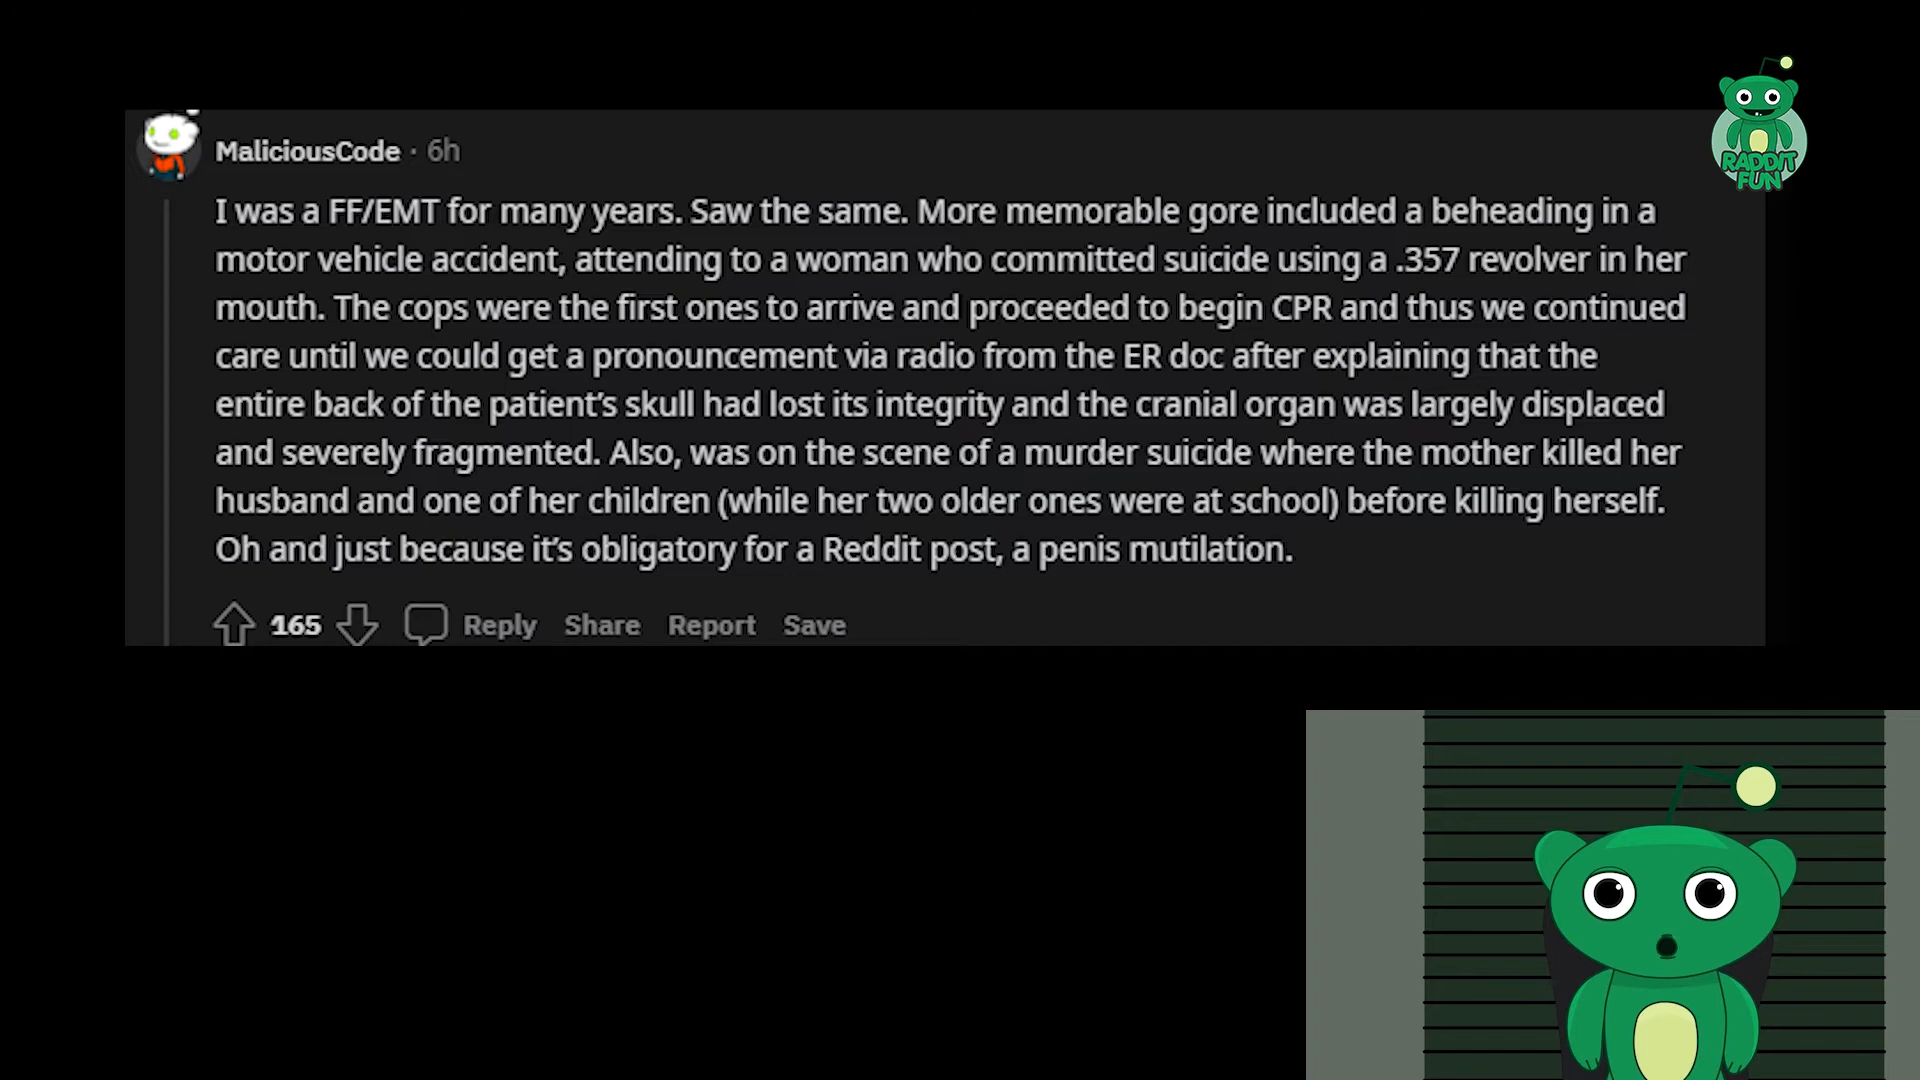 MaliciousCode · 6h
I was a FF/EMT for many years. Saw the same. More memorable gore included a beheading in a
motor vehicle accident, attending to a woman who committed suicide using a .357 revolver in her
mouth. The cops were the first ones to arrive and proceeded to begin CPR and thus we continued
care until we could get a pronouncement via radio from the ER doc after explaining that the
entire back of the patient’s skull had lost its integrity and the cranial organ was largely displaced
and severely fragmented. Also, was on the scene of a murder suicide where the mother killed her
husband and one of her children (while her two older ones were at school) before killing herself.
Oh and just because it’s obligatory for a Reddit post, a penis mutilation.
165 Reply Share Report Save
RADDIT
FUN